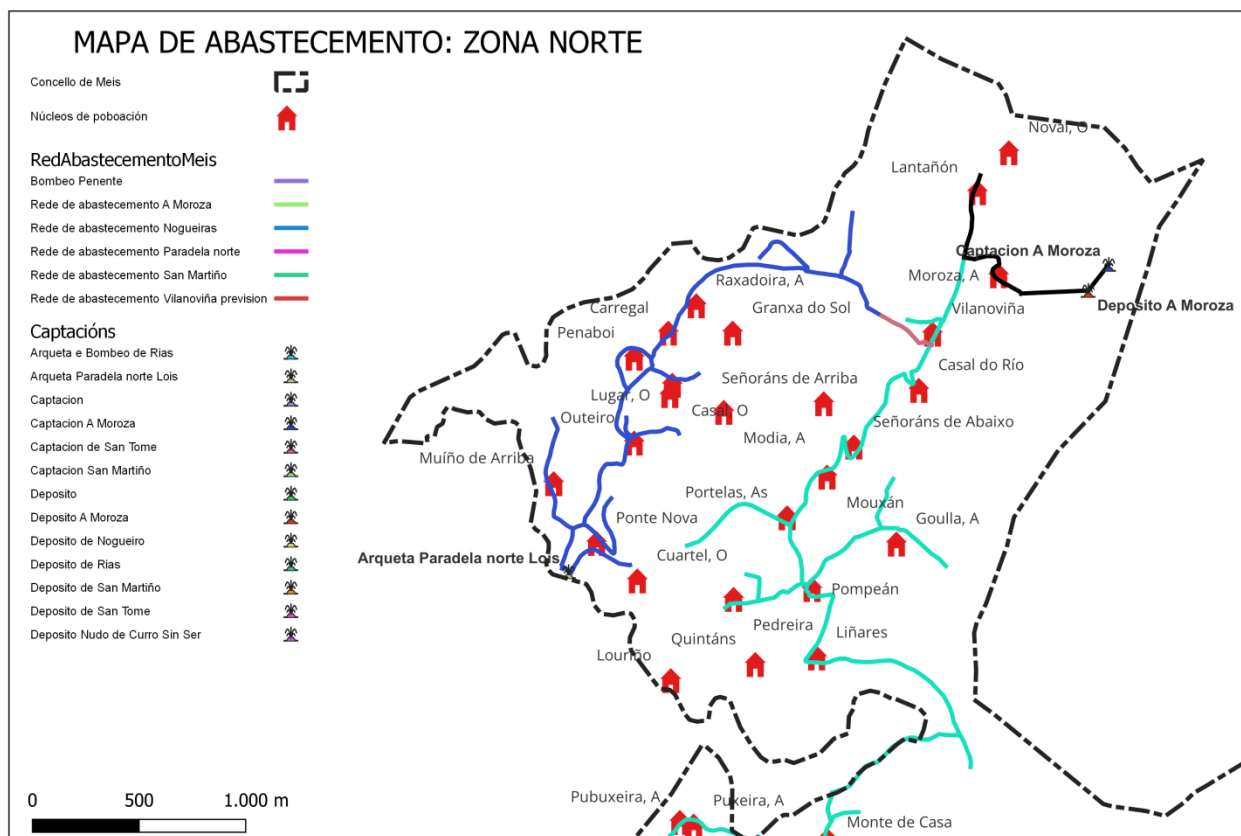 MAPA DE ABASTECEMENTO: ZONA NORTE
Concello de Meis
Núcleos de poboación
RedAbastecementoMeis
Bombeo Penente
Rede de abastecemento A Moroza
Rede de abastecemento Nogueiras
Rede de abastecemento Paradela norte
Rede de abastecemento San Martiño
Rede de abastecemento Vilanoviña prevision
Captacións
Arqueta e Bombeo de Rias
Arqueta Paradela norte Lois
Captacion
Captacion A Moroza
Captacion de San Tome
Captacion San Martiño
Deposito
Deposito A Moroza
Deposito de Nogueiro
Deposito de Rias
Deposito de San Martiño
Deposito de San Tome
Deposito Nudo de Curro Sin Ser
0 500 1.000 m
Noval, O
Lantañón
Captacion A Moroza
Moroza, A
Raxadoira, A
Deposito A Moroza
Carregal
Granxa do Sol
Vilanoviña
Penaboi
Casal do Río
Señoráns de Arriba
Lugar, O
Casal, O
Outeiro
Señoráns de Abaixo
Modia, A
Muíño de Arriba
Portelas, As
Mouxán
Ponte Nova
Goulla, A
Cuartel, O
Arqueta Paradela norte Lois
Pompeán
Pedreira
Liñares
Quintáns
Louriño
Pubuxeira, A
Puxeira, A
Monte de Casa